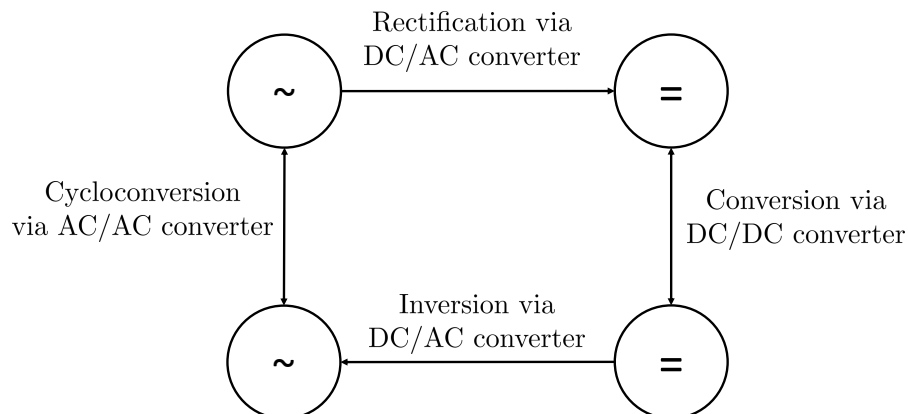 Rectification via
DC/AC converter
~
=
Cycloconversion
via AC/AC converter
Conversion via
DC/DC converter
Inversion via
DC/AC converter
~
=